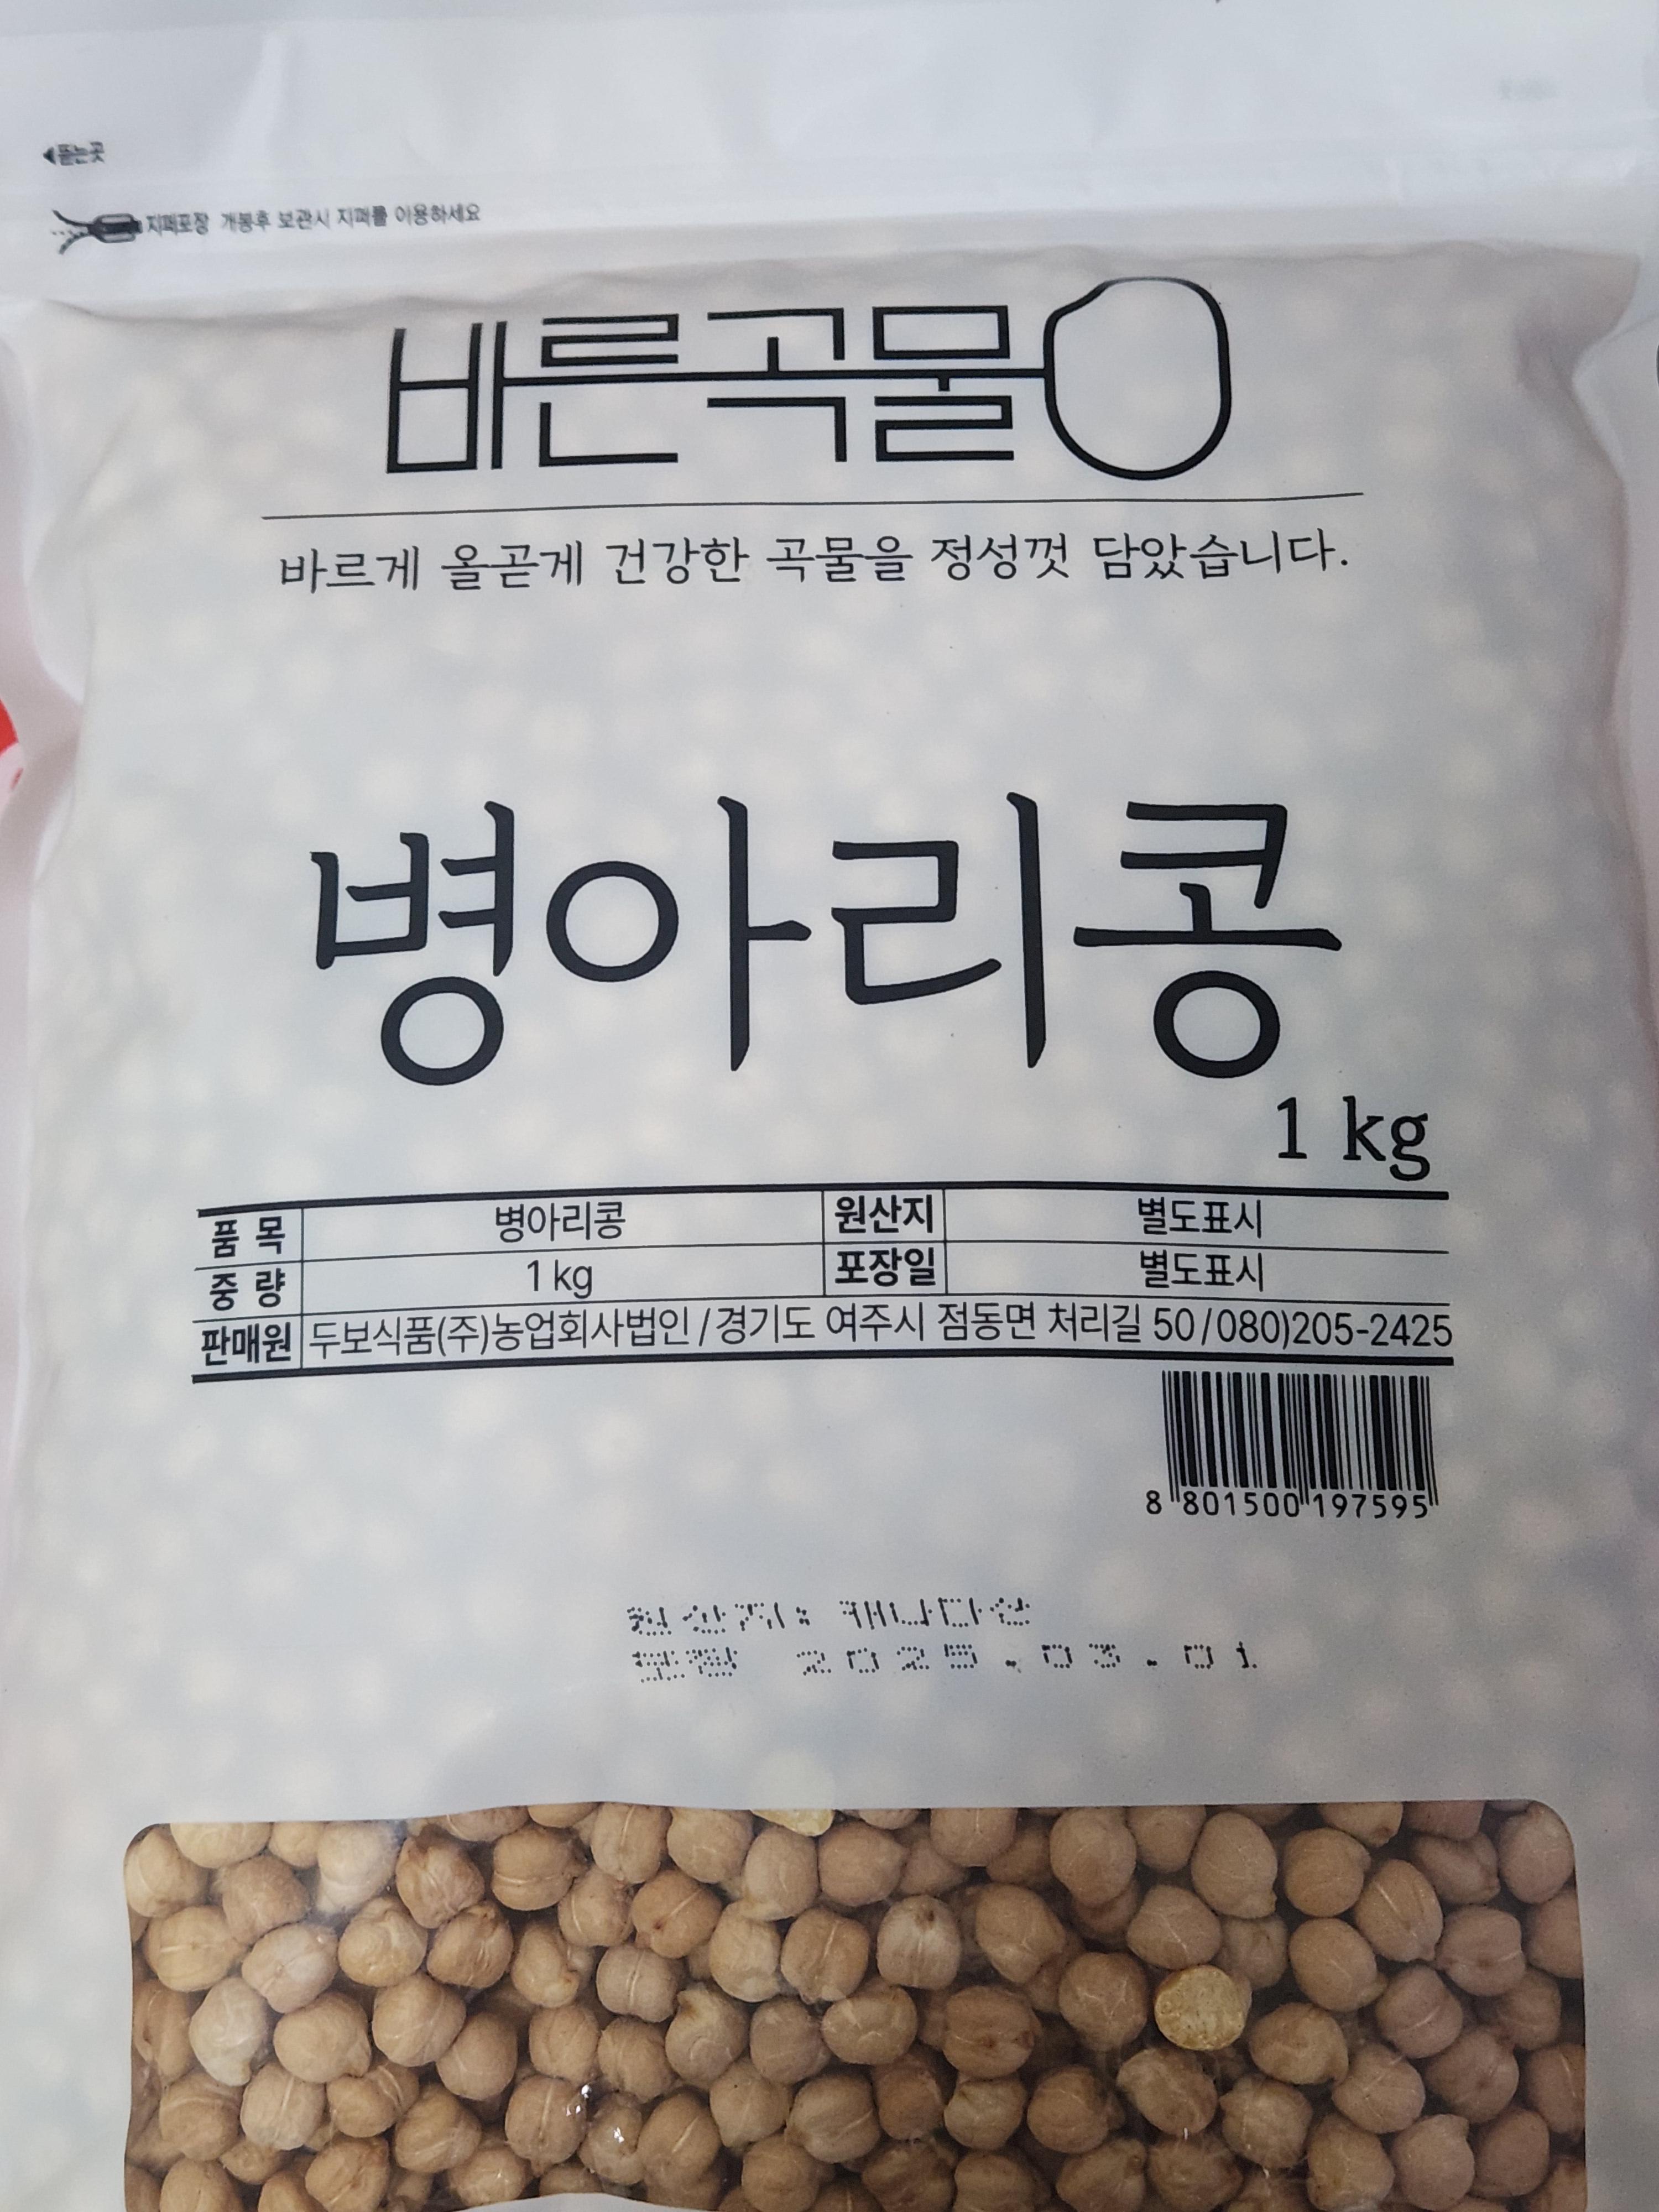 ◀뜯는곳
지퍼포장 개봉후 보관시 지퍼를 이용하세요
바른곡물
바르게 올곧게 건강한 곡물을 정성껏 담았습니다.
병아리콩
1 kg
품 목 병아리콩 원산지 별도표시
중 량 1 kg 포장일 별도표시
판매원 두보식품(주)농업회사법인/경기도 여주시 점동면 처리길 50/080)205-2425
8 801500 197595
원산지: 캐나다산
포장 2025.03.01